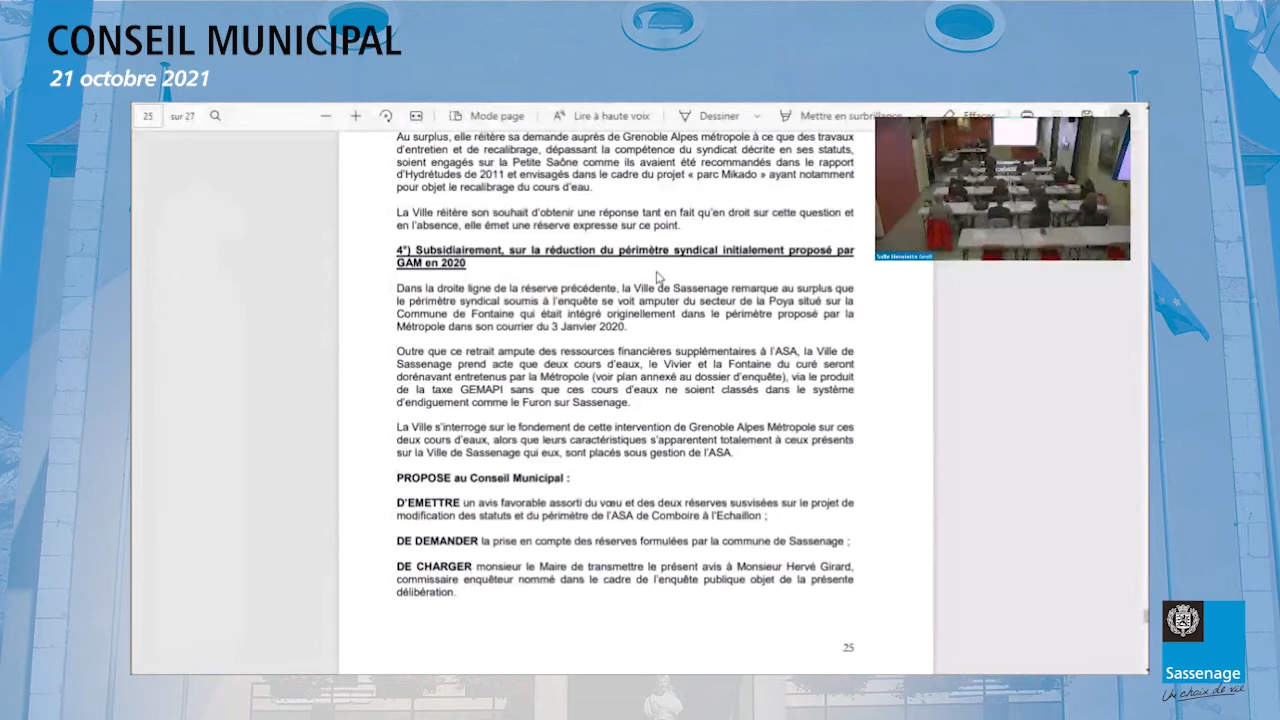 CONSEIL MUNICIPAL
21 octobre 2021
25 sur 27
Mode page
Lire à haute voix
Dessiner
Mettre en surbrillance
Effacer
Au surplus, elle réitère sa demande auprès de Grenoble Alpes métropole à ce que des travaux
d'entretien et de recalibrage, dépassant la compétence du syndicat décrite en ses statuts,
soient engagés sur la Petite Saône comme ils avaient été recommandés dans le rapport
d'Hydrétudes de 2011 et envisagés dans le cadre du projet « parc Mikado » ayant notamment
pour objet le recalibrage du cours d'eau.
La Ville réitère son souhait d'obtenir une réponse tant en fait qu'en droit sur cette question et
en l'absence, elle émet une réserve expresse sur ce point.
4°) Subsidiairement, sur la réduction du périmètre syndical initialement proposé par
GAM en 2020
Dans la droite ligne de la réserve précédente, la Ville de Sassenage remarque au surplus que
le périmètre syndical soumis à l'enquête se voit amputer du secteur de la Poya situé sur la
Commune de Fontaine qui était intégré originellement dans le périmètre proposé par la
Métropole dans son courrier du 3 Janvier 2020.
Outre que ce retrait ampute des ressources financières supplémentaires à l'ASA, la Ville de
Sassenage prend acte que deux cours d'eaux, le Vivier et la Fontaine du curé seront
dorénavant entretenus par la Métropole (voir plan annexé au dossier d'enquête), via le produit
de la taxe GEMAPI sans que ces cours d'eaux ne soient classés dans le système
d'endiguement comme le Furon sur Sassenage.
La Ville s'interroge sur le fondement de cette intervention de Grenoble Alpes Métropole sur ces
deux cours d'eaux, alors que leurs caractéristiques s'apparentent totalement à ceux présents
sur la Ville de Sassenage qui eux, sont placés sous gestion de l'ASA.
PROPOSE au Conseil Municipal :
D'EMETTRE un avis favorable assorti du vœu et des deux réserves susvisées sur le projet de
modification des statuts et du périmètre de l'ASA de Comboire à l'Echaillon ;
DE DEMANDER la prise en compte des réserves formulées par la commune de Sassenage ;
DE CHARGER monsieur le Maire de transmettre le présent avis à Monsieur Hervé Girard,
commissaire enquêteur nommé dans le cadre de l'enquête publique objet de la présente
délibération.
25
Salle Henriette Groll
Sassenage
Un choix de vie